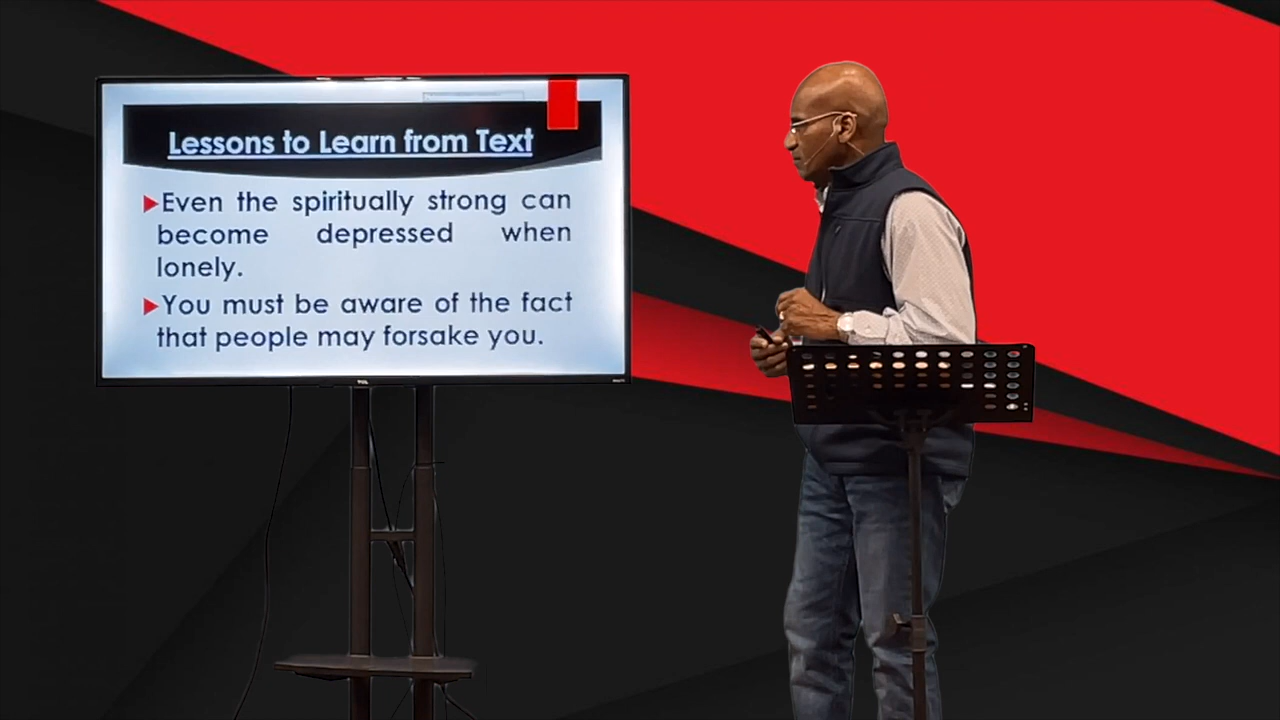 Lessons to Learn from Text
▶Even the spiritually strong can
become depressed when
lonely.
▶You must be aware of the fact
that people may forsake you.
TCL